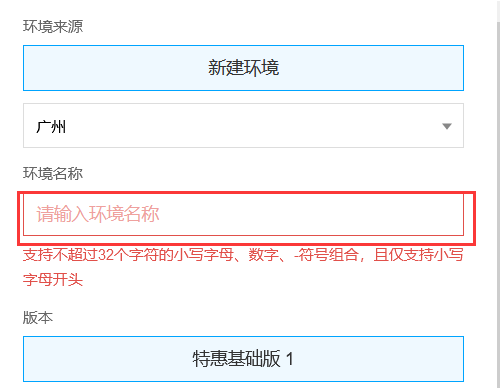 环境来源
新建环境
广州
环境名称
请输入环境名称
支持不超过32个字符的小写字母、数字、-符号组合，且仅支持小写
字母开头
版本
特惠基础版 1